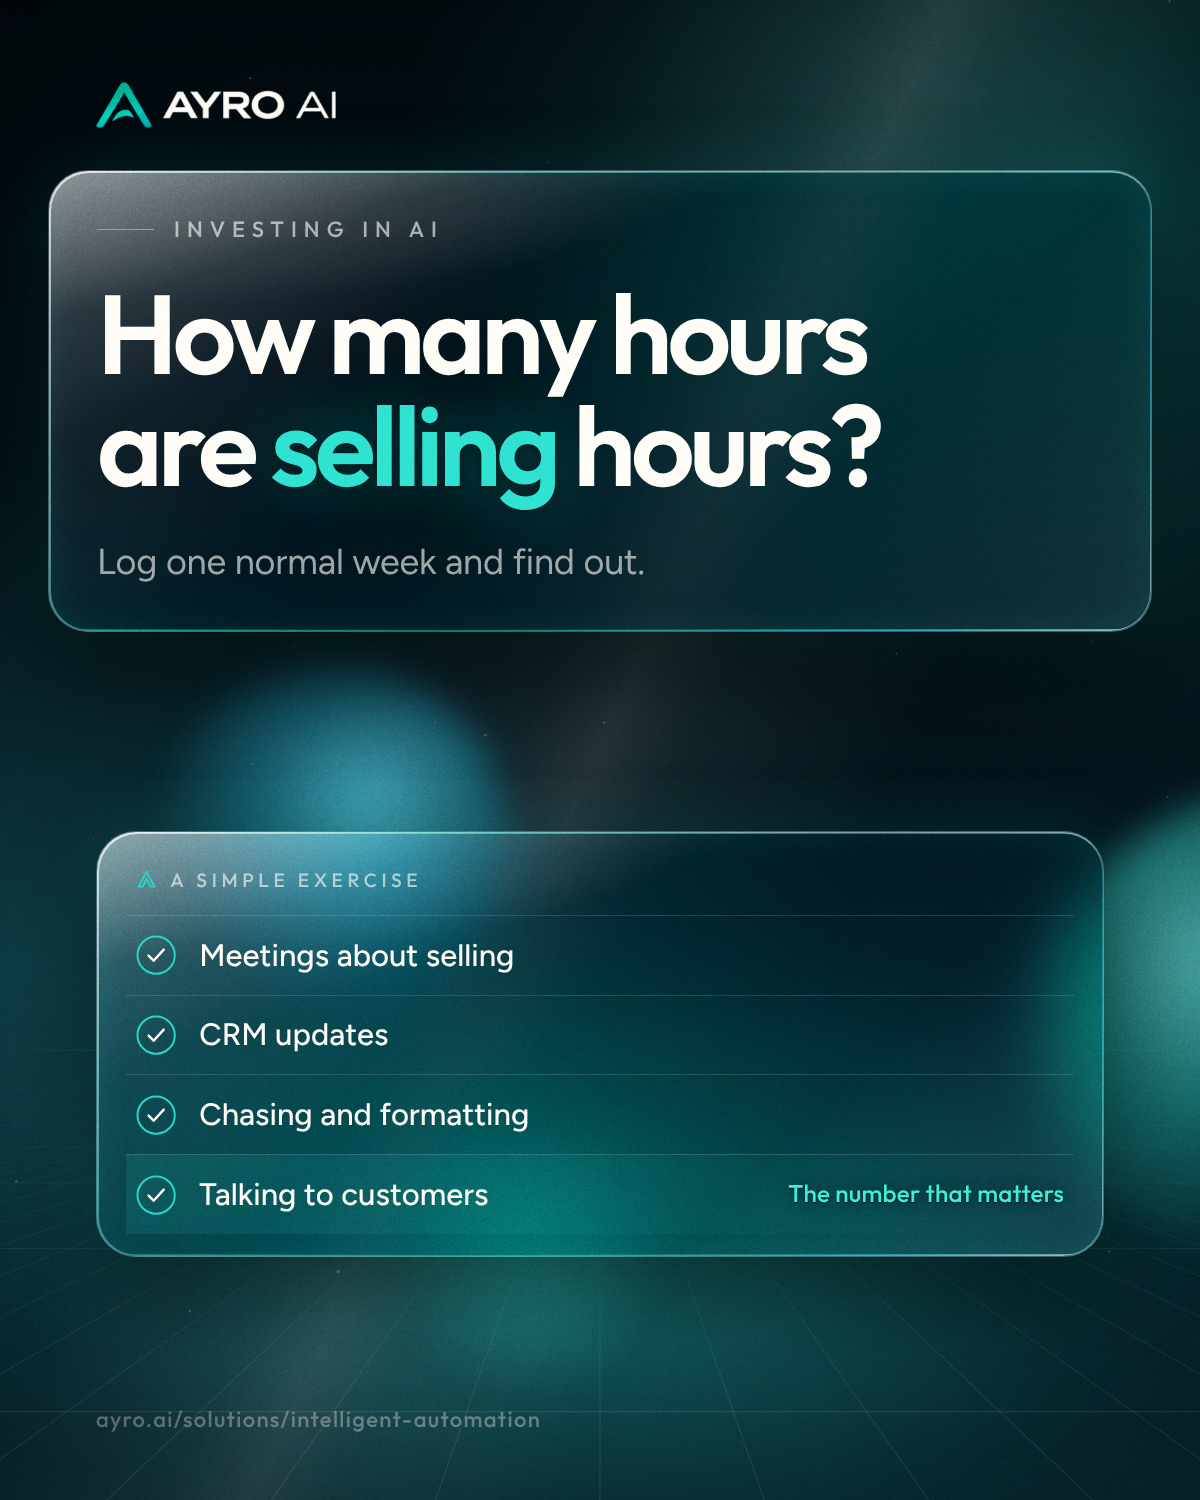 AYRO AI
INVESTING IN AI
How many hours
are selling hours?
Log one normal week and find out.
A SIMPLE EXERCISE
Meetings about selling
CRM updates
Chasing and formatting
Talking to customers The number that matters
ayro.ai/solutions/intelligent-automation